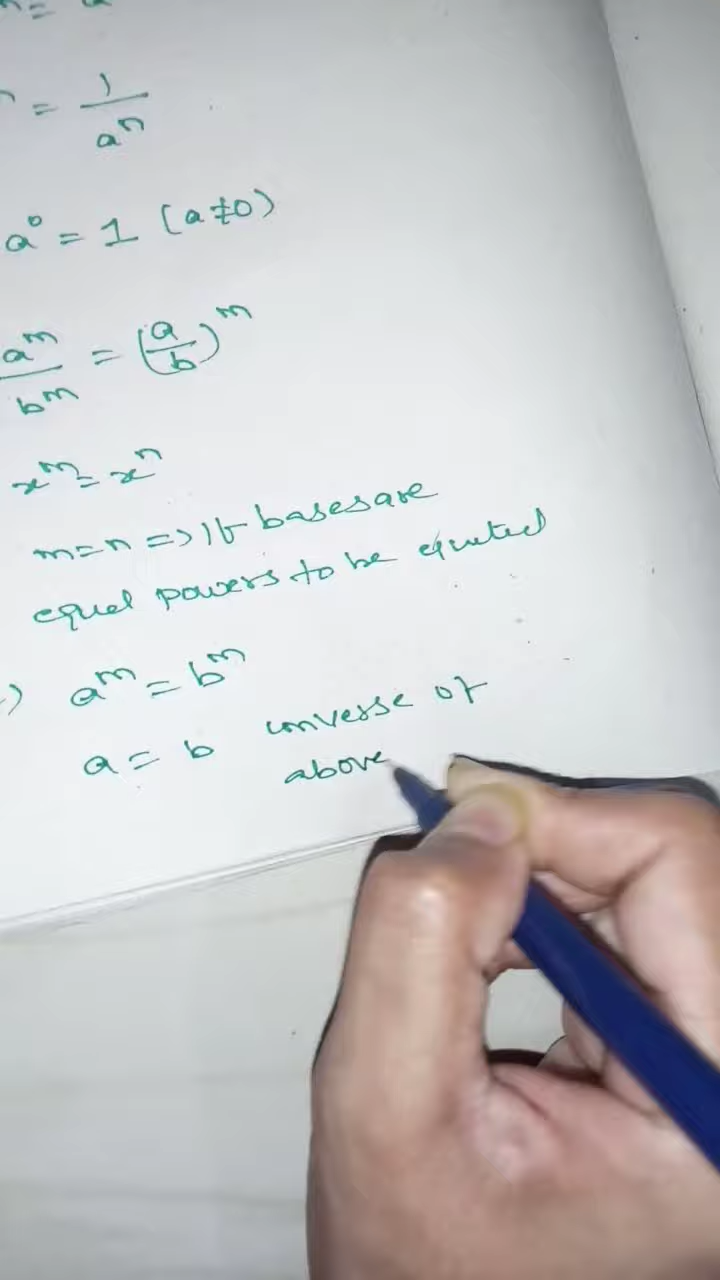 n = a
n = 1/aⁿ
a⁰ = 1 (a≠0)
aᵐ/bᵐ = (a/b)ᵐ
xᵐ = xⁿ
m=n => If bases are
equal powers to be equated
) aᵐ = bᵐ
a = b converse of
above